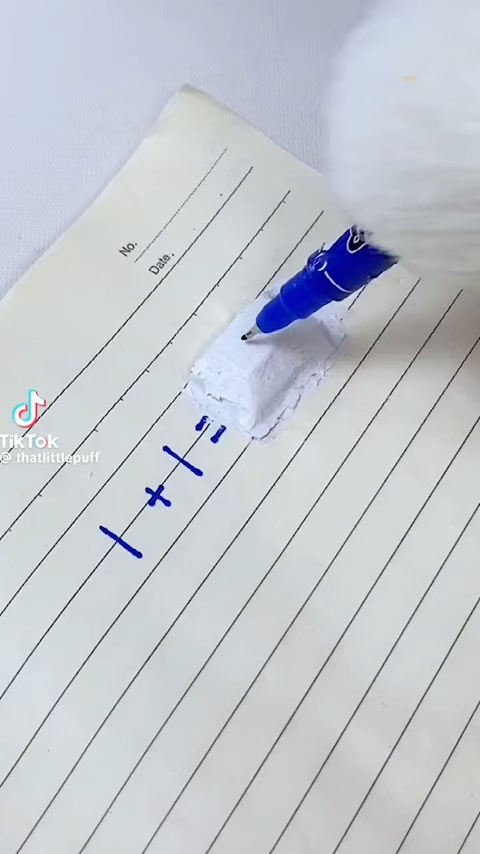 No.
Date.
1 + 1 =
TikTok
@ thatlittlepuff